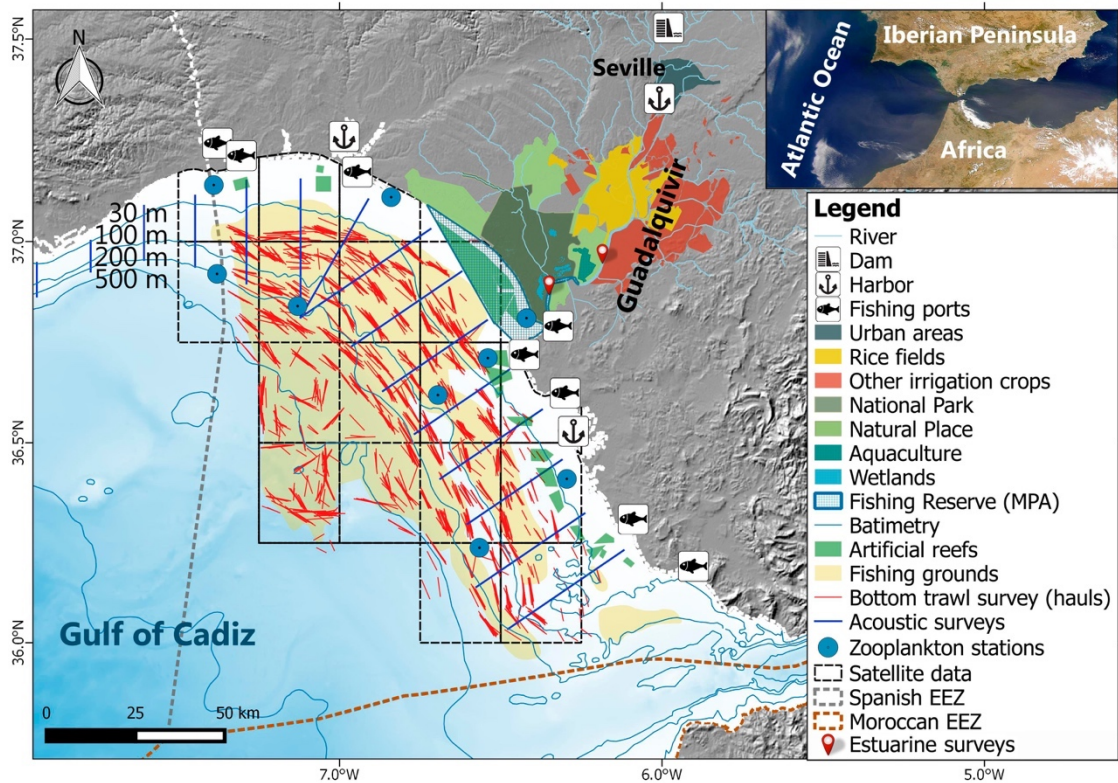 37.5°N
37.0°N
36.5°N
36.0°N
N
30 m
100 m
200 m
500 m
Seville
Guadalquivir
Gulf of Cadiz
0 25 50 km
7.0°W
6.0°W
5.0°W
Atlantic Ocean
Iberian Peninsula
Africa
Legend
River
Dam
Harbor
Fishing ports
Urban areas
Rice fields
Other irrigation crops
National Park
Natural Place
Aquaculture
Wetlands
Fishing Reserve (MPA)
Batimetry
Artificial reefs
Fishing grounds
Bottom trawl survey (hauls)
Acoustic surveys
Zooplankton stations
Satellite data
Spanish EEZ
Moroccan EEZ
Estuarine surveys